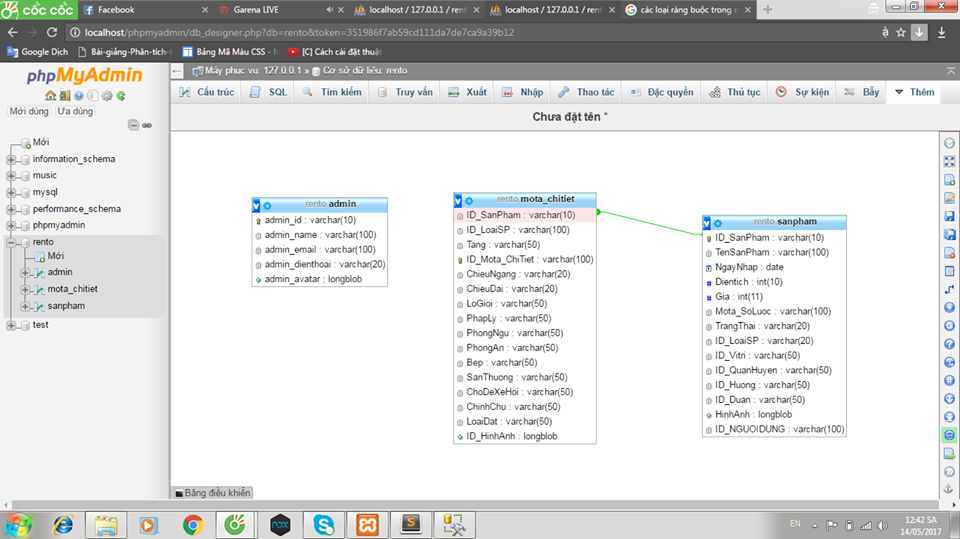 cốc cốc
Facebook
Garena LIVE
localhost / 127.0.0.1 / rento
localhost / 127.0.0.1 / rento
các loại ràng buộc trong c
localhost/phpmyadmin/db_designer.php?db=rento&token=351986f7ab59cd111da7de7ca9a39b12
Google Dịch
Bài-giảng-Phân-tích-t
Bảng Mã Màu CSS - N
[C] Cách cài đặt thuật
phpMyAdmin
Mới dùng
Ưa dùng
Mới
information_schema
music
mysql
performance_schema
phpmyadmin
rento
Mới
admin
mota_chitiet
sanpham
test
Máy phục vụ: 127.0.0.1 » Cơ sở dữ liệu: rento
Cấu trúc
SQL
Tìm kiếm
Truy vấn
Xuất
Nhập
Thao tác
Đặc quyền
Thủ tục
Sự kiện
Bẫy
Thêm
Chưa đặt tên *
rento admin
admin_id : varchar(10)
admin_name : varchar(100)
admin_email : varchar(100)
admin_dienthoai : varchar(20)
admin_avatar : longblob
rento mota_chitiet
ID_SanPham : varchar(10)
ID_LoaiSP : varchar(100)
Tang : varchar(50)
ID_Mota_ChiTiet : varchar(100)
ChieuNgang : varchar(20)
ChieuDai : varchar(20)
LoGioi : varchar(50)
PhapLy : varchar(50)
PhongNgu : varchar(50)
PhongAn : varchar(50)
Bep : varchar(50)
SanThuong : varchar(50)
ChoDeXeHoi : varchar(50)
ChinhChu : varchar(50)
LoaiDat : varchar(50)
ID_HinhAnh : longblob
rento sanpham
ID_SanPham : varchar(10)
TenSanPham : varchar(100)
NgayNhap : date
Dientich : int(10)
Gia : int(11)
Mota_SoLuoc : varchar(100)
TrangThai : varchar(20)
ID_LoaiSP : varchar(20)
ID_Vitri : varchar(50)
ID_QuanHuyen : varchar(50)
ID_Huong : varchar(50)
ID_Duan : varchar(50)
HinhAnh : longblob
ID_NGUOIDUNG : varchar(100)
Bảng điều khiển
EN
12:42 SA
14/05/2017